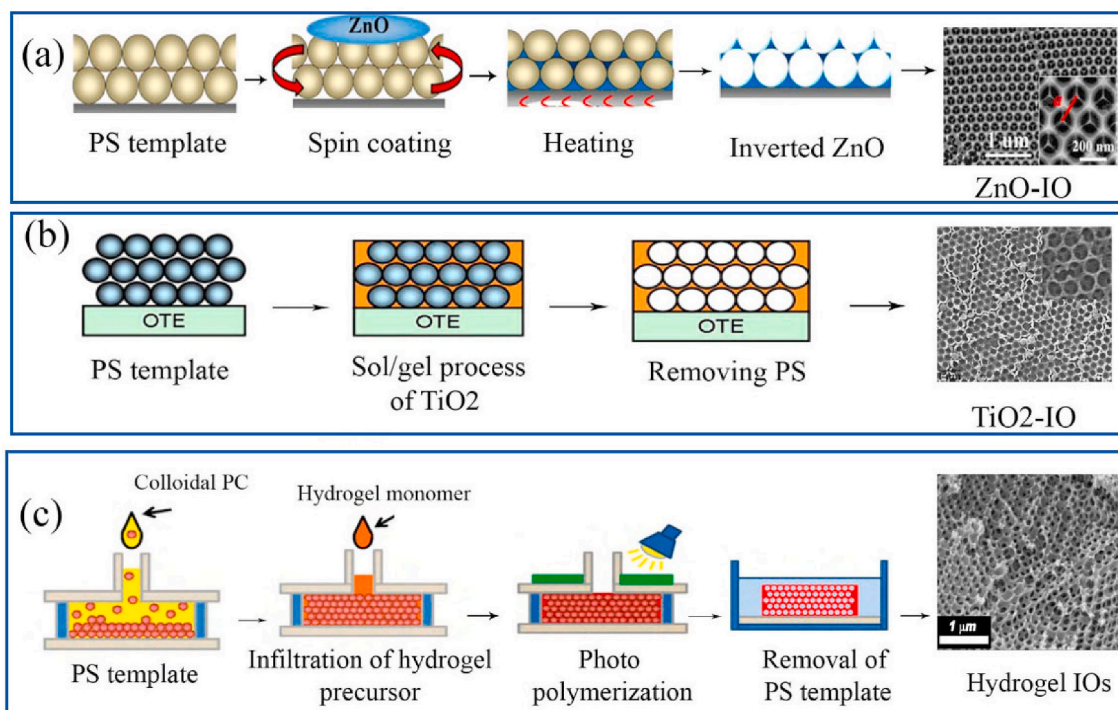 (a)
ZnO
PS template
Spin coating
Heating
Inverted ZnO
1 um
200 nm
ZnO-IO
(b)
OTE
OTE
OTE
PS template
Sol/gel process
of TiO2
Removing PS
TiO2-IO
(c)
Colloidal PC
Hydrogel monomer
PS template
Infiltration of hydrogel
precursor
Photo
polymerization
Removal of
PS template
1 µm
Hydrogel IOs